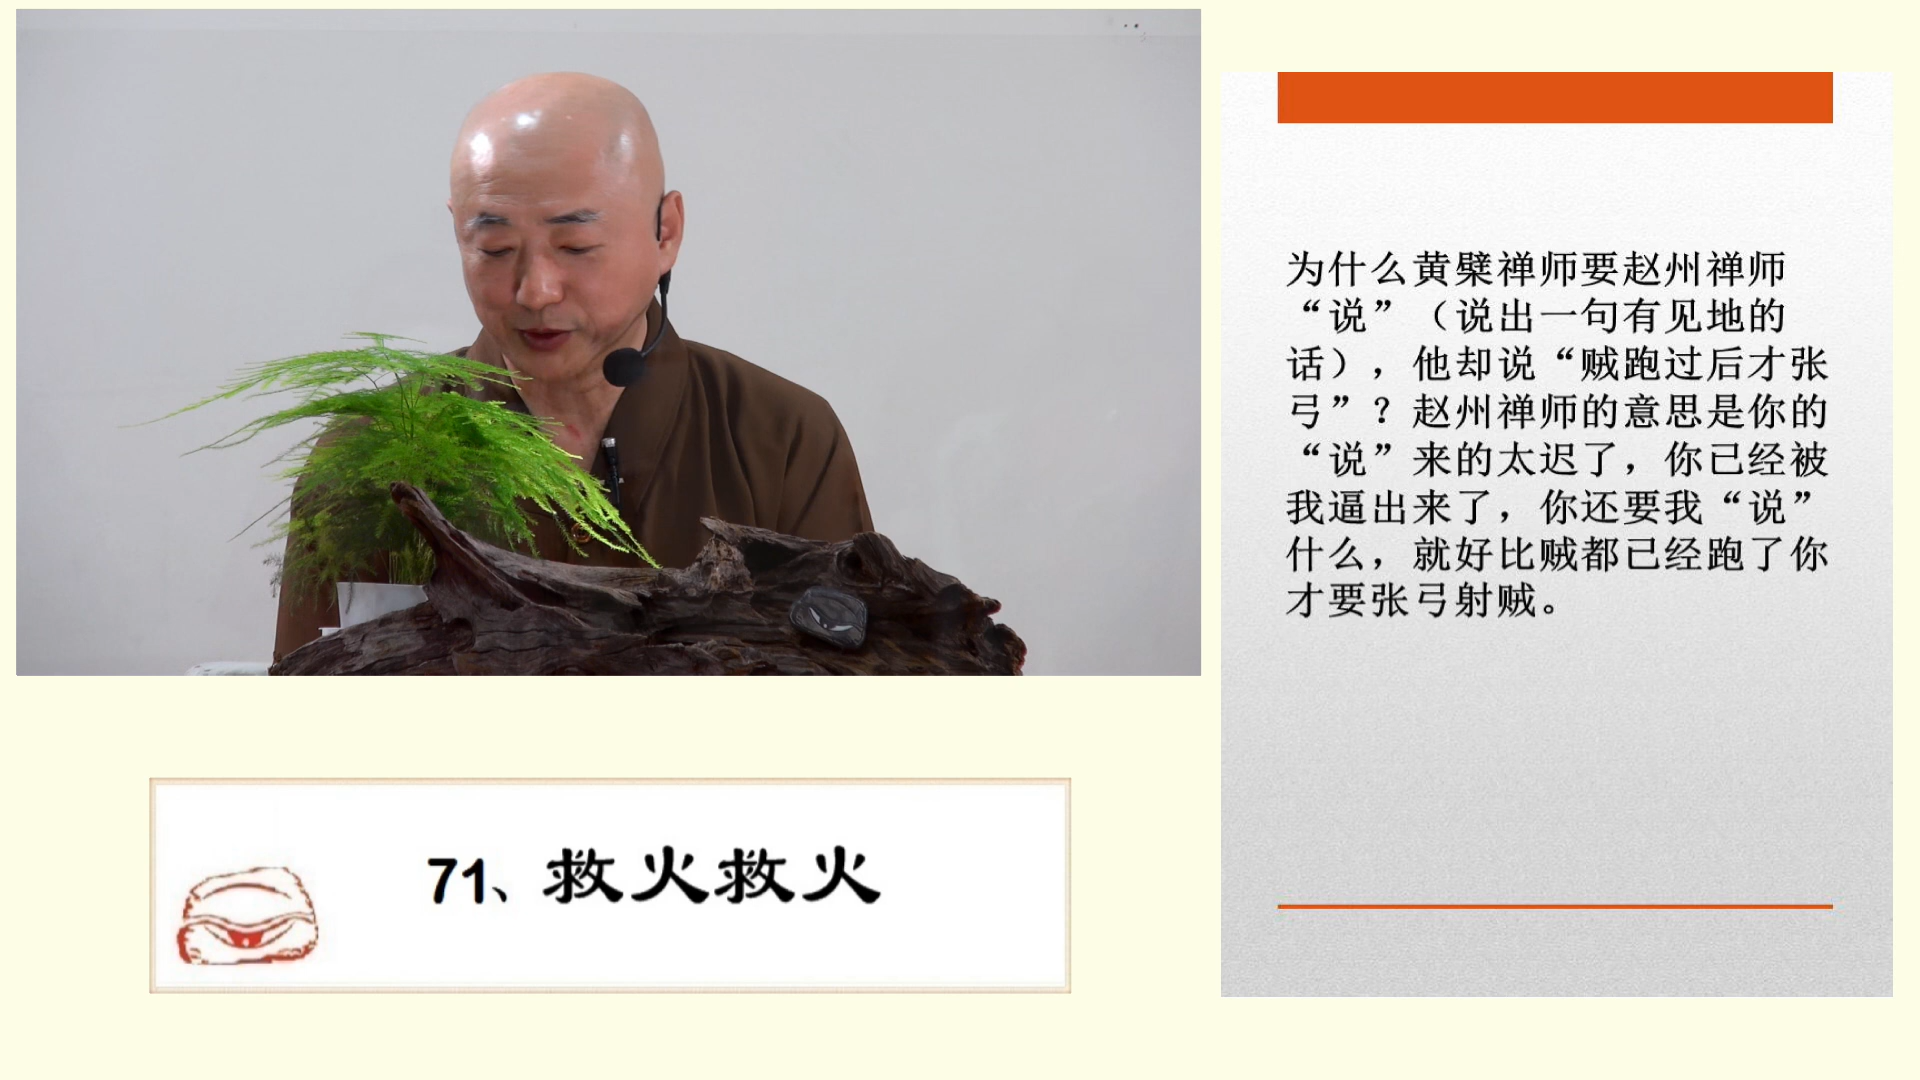 为什么黄檗禅师要赵州禅师
“说”（说出一句有见地的
话），他却说“贼跑过后才张
弓”？赵州禅师的意思是你的
“说”来的太迟了，你已经被
我逼出来了，你还要我“说”
什么，就好比贼都已经跑了你
才要张弓射贼。
71、救火救火